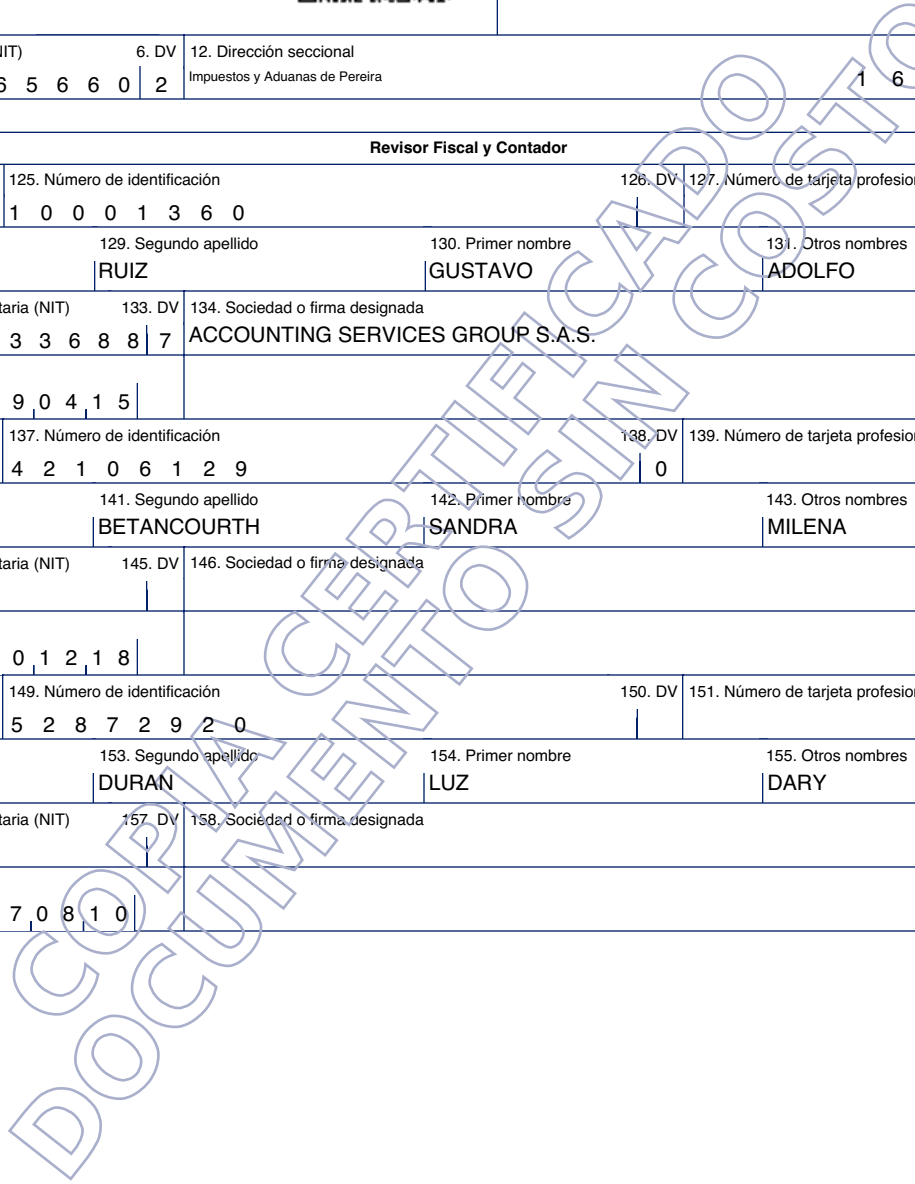 NIT) 6. DV 12. Dirección seccional
6 5 6 6 0 2 Impuestos y Aduanas de Pereira 1 6
Revisor Fiscal y Contador
125. Número de identificación 126. DV 127. Número de tarjeta profesion
1 0 0 0 1 3 6 0
129. Segundo apellido 130. Primer nombre 131. Otros nombres
RUIZ GUSTAVO ADOLFO
taria (NIT) 133. DV 134. Sociedad o firma designada
3 3 6 8 8 7 ACCOUNTING SERVICES GROUP S.A.S.
9 0 4 1 5
137. Número de identificación 138. DV 139. Número de tarjeta profesion
4 2 1 0 6 1 2 9 0
141. Segundo apellido 142. Primer nombre 143. Otros nombres
BETANCOURTH SANDRA MILENA
taria (NIT) 145. DV 146. Sociedad o firma designada
0 1 2 1 8
149. Número de identificación 150. DV 151. Número de tarjeta profesion
5 2 8 7 2 9 2 0
153. Segundo apellido 154. Primer nombre 155. Otros nombres
DURAN LUZ DARY
taria (NIT) 157. DV 158. Sociedad o firma designada
7 0 8 1 0
COPIA CERTIFICADO
DOCUMENTO SIN COSTO